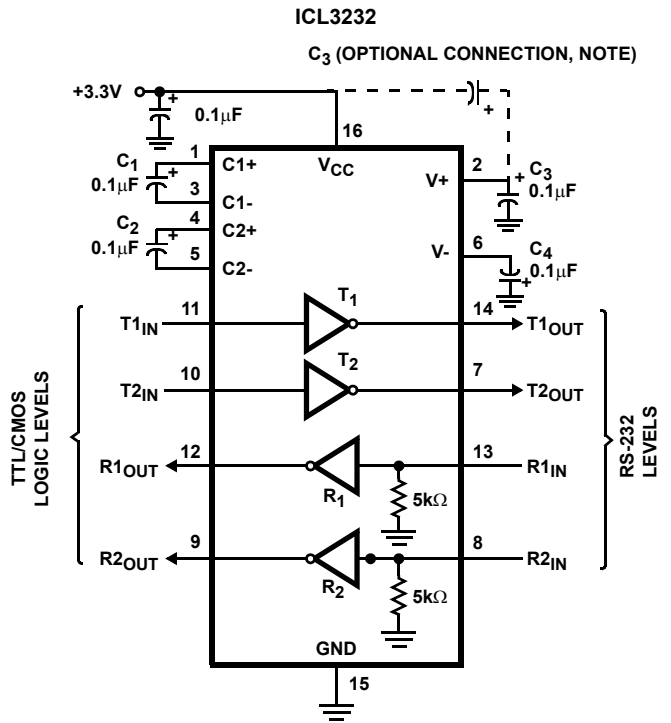 ICL3232
C3 (OPTIONAL CONNECTION, NOTE)
+3.3V
+
0.1μF
+
16
VCC
1
C1+
C1
0.1μF
+
3
C1-
4
C2+
C2
0.1μF
+
5
C2-
2
V+
+
C3
0.1μF
6
V-
C4
0.1μF
+
TTL/CMOS
LOGIC LEVELS
RS-232
LEVELS
T1IN
11
T1
14
T1OUT
T2IN
10
T2
7
T2OUT
R1OUT
12
R1
13
R1IN
5kΩ
R2OUT
9
R2
8
R2IN
5kΩ
GND
15